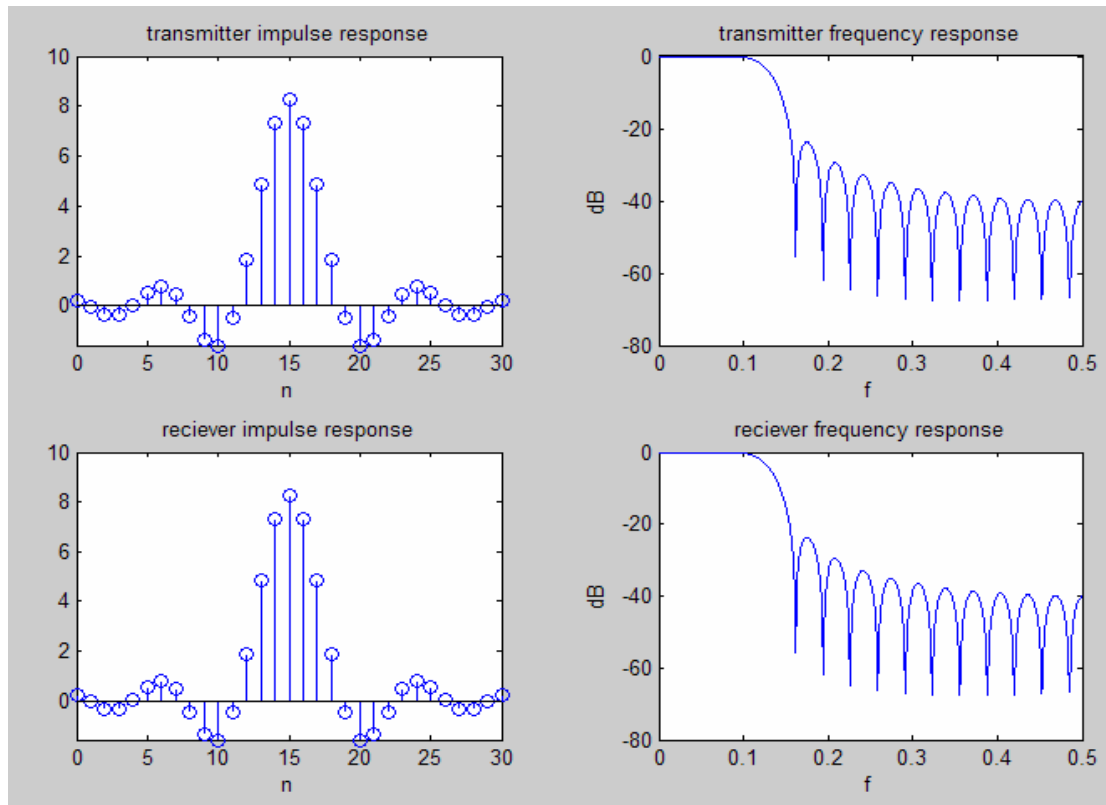 transmitter impulse response
10
8
6
4
2
0
0 5 10 15 20 25 30
n
transmitter frequency response
0
-20
-40
-60
-80
dB
0 0.1 0.2 0.3 0.4 0.5
f
reciever impulse response
10
8
6
4
2
0
0 5 10 15 20 25 30
n
reciever frequency response
0
-20
-40
-60
-80
dB
0 0.1 0.2 0.3 0.4 0.5
f